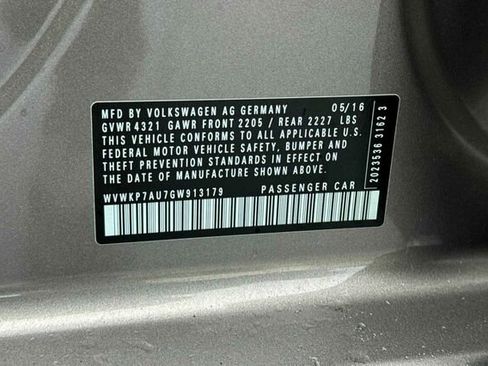 MFD BY VOLKSWAGEN AG GERMANY 05/16
GVWR 4321 GAWR FRONT 2205 / REAR 2227 LBS
THIS VEHICLE CONFORMS TO ALL APPLICABLE U.S.
FEDERAL MOTOR VEHICLE SAFETY, BUMPER AND
THEFT PREVENTION STANDARDS IN EFFECT ON
THE DATE OF MANUFACTURE SHOWN ABOVE.
WVWKP7AU7GW913179 PASSENGER CAR
2023536 3162 3